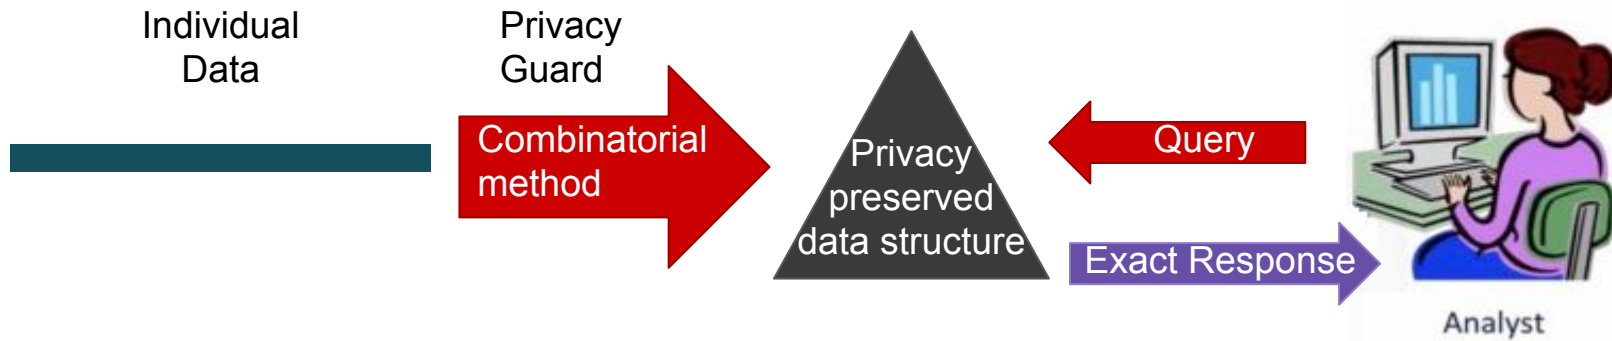 Individual
Data
Privacy
Guard
Combinatorial
method
Privacy
preserved
data structure
Query
Exact Response
Analyst